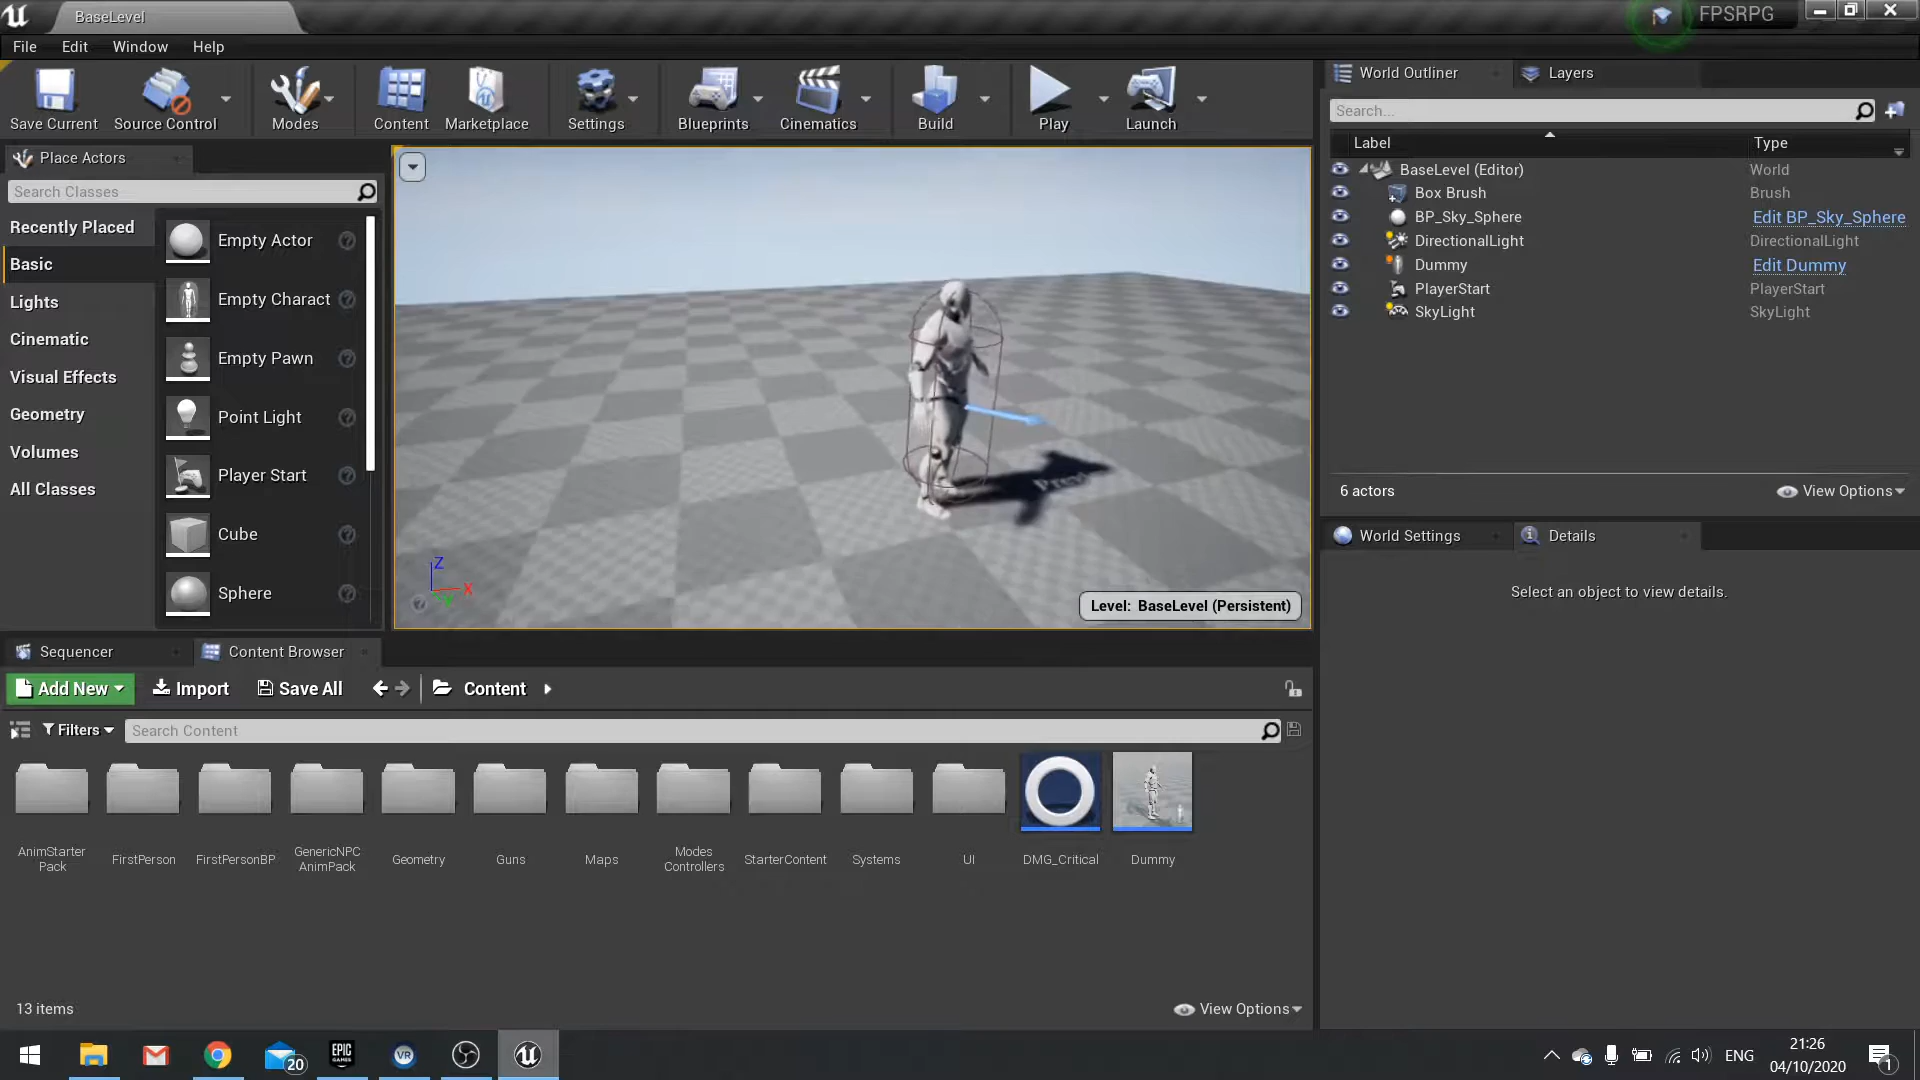 BaseLevel
FPSRPG
File Edit Window Help
Save Current
Source Control
Modes
Content
Marketplace
Settings
Blueprints
Cinematics
Build
Play
Launch
Place Actors
Search Classes
Recently Placed
Basic
Lights
Cinematic
Visual Effects
Geometry
Volumes
All Classes
Empty Actor
Empty Charact
Empty Pawn
Point Light
Player Start
Cube
Sphere
Z
X
Level: BaseLevel (Persistent)
World Outliner
Layers
Search...
Label Type
BaseLevel (Editor) World
Box Brush Brush
BP_Sky_Sphere Edit BP_Sky_Sphere
DirectionalLight DirectionalLight
Dummy Edit Dummy
PlayerStart PlayerStart
SkyLight SkyLight
6 actors
View Options
World Settings
Details
Select an object to view details.
Sequencer
Content Browser
Add New
Import
Save All
Content
Filters
Search Content
AnimStarter
Pack
FirstPerson
FirstPersonBP
GenericNPC
AnimPack
Geometry
Guns
Maps
Modes
Controllers
StarterContent
Systems
UI
DMG_Critical
Dummy
13 items
View Options
20
EPIC
GAMES
VR
ENG
21:26
04/10/2020
1